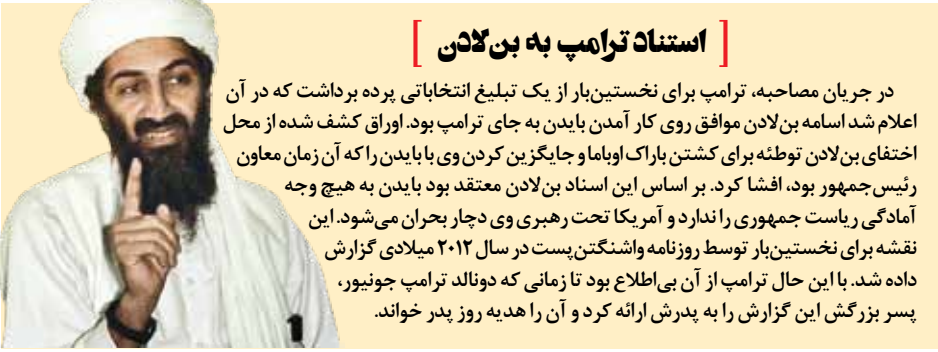 [ استناد ترامپ به بن‌لادن ]
در جریان مصاحبه، ترامپ برای نخستین‌بار از یک تبلیغ انتخاباتی پرده برداشت که در آن
اعلام شد اسامه بن‌لادن موافق روی کار آمدن بایدن به جای ترامپ بود. اوراق کشف شده از محل
اختفای بن‌لادن توطئه برای کشتن باراک اوباما و جایگزین کردن وی با بایدن را که آن زمان معاون
رئیس‌جمهور بود، افشا کرد. بر اساس این اسناد بن‌لادن معتقد بود بایدن به هیچ وجه
آمادگی ریاست جمهوری را ندارد و آمریکا تحت رهبری وی دچار بحران می‌شود. این
نقشه برای نخستین‌بار توسط روزنامه واشنگتن‌پست در سال ۲۰۱۲ میلادی گزارش
داده شد. با این حال ترامپ از آن بی‌اطلاع بود تا زمانی که دونالد ترامپ جونیور،
پسر بزرگش این گزارش را به پدرش ارائه کرد و آن را هدیه روز پدر خواند.